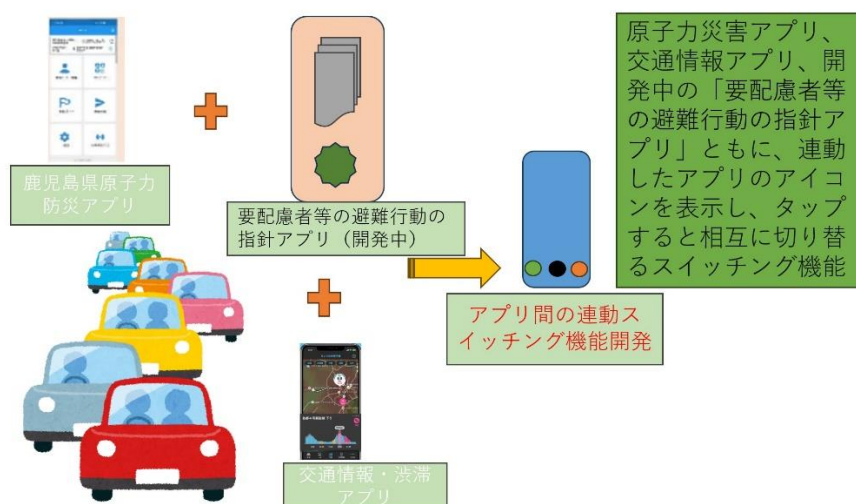 鹿児島県原子力
防災アプリ
要配慮者等の避難行動の
指針アプリ（開発中）
交通情報・渋滞
アプリ
アプリ間の連動ス
イッチング機能開発
原子力災害アプリ、
交通情報アプリ、開
発中の「要配慮者等
の避難行動の指針ア
プリ」ともに、連動
したアプリのアイコ
ンを表示し、タップ
すると相互に切り替
るスイッチング機能